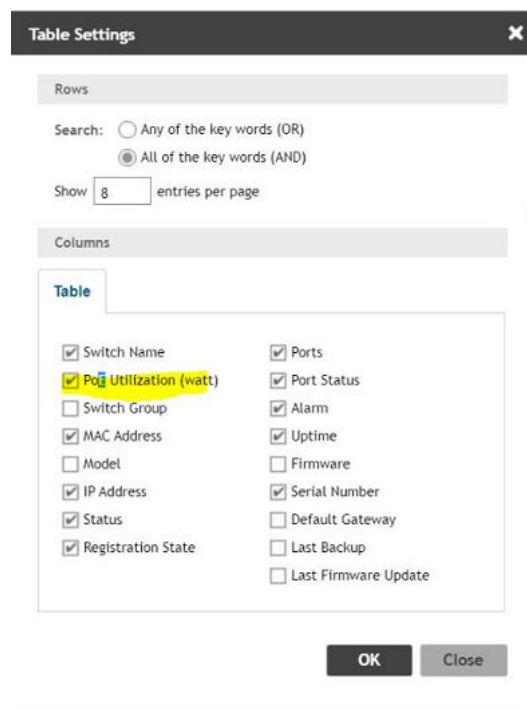 Table Settings
Rows
Search: Any of the key words (OR)
All of the key words (AND)
Show 8 entries per page
Columns
Table
Switch Name
PoE Utilization (watt)
Switch Group
MAC Address
Model
IP Address
Status
Registration State
Ports
Port Status
Alarm
Uptime
Firmware
Serial Number
Default Gateway
Last Backup
Last Firmware Update
OK Close